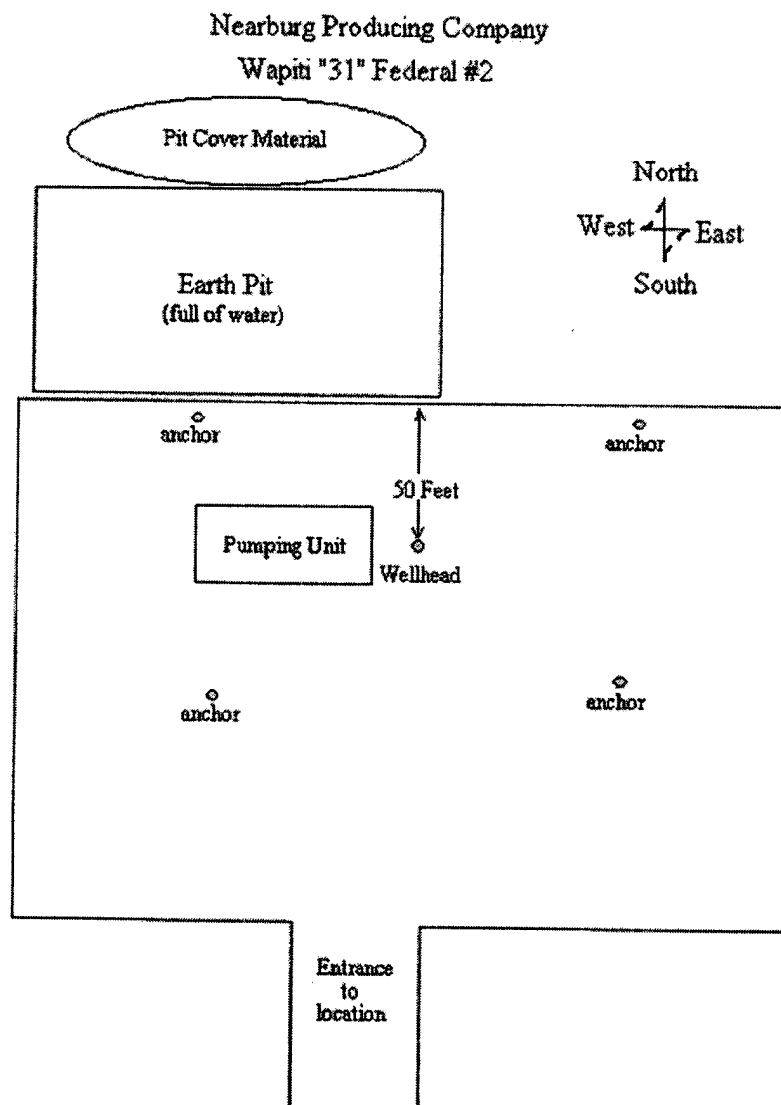 Nearburg Producing Company
Wapiti "31" Federal #2
Pit Cover Material
North
West
East
South
Earth Pit
(full of water)
anchor
anchor
50 Feet
Pumping Unit
Wellhead
anchor
anchor
Entrance
to
location